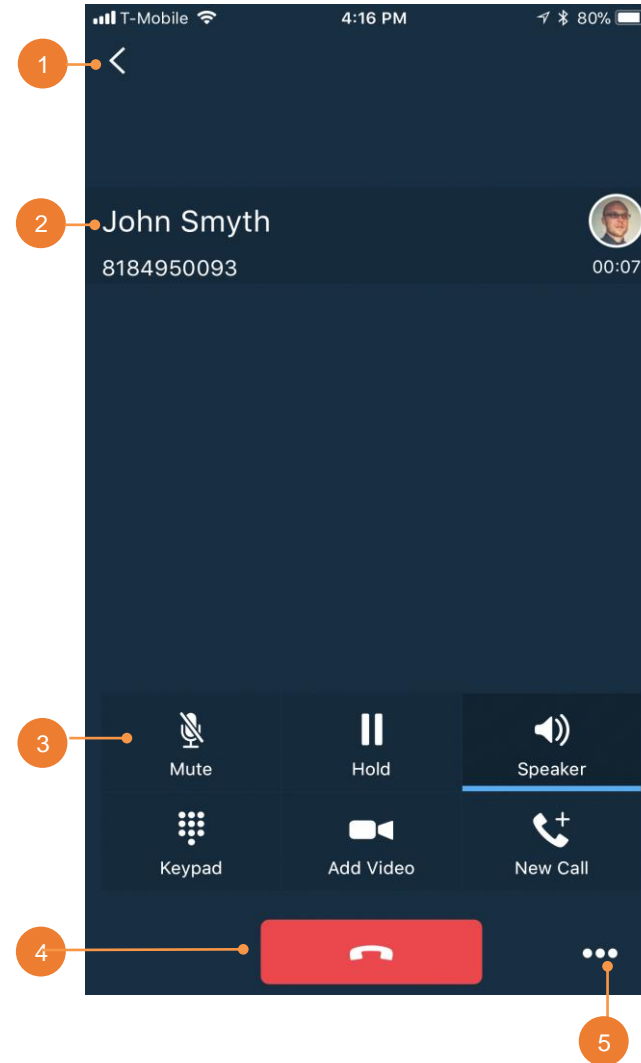 T-Mobile 4:16 PM 80%
1
2 John Smyth
8184950093 00:07
3
Mute Hold Speaker
Keypad Add Video New Call
4
5